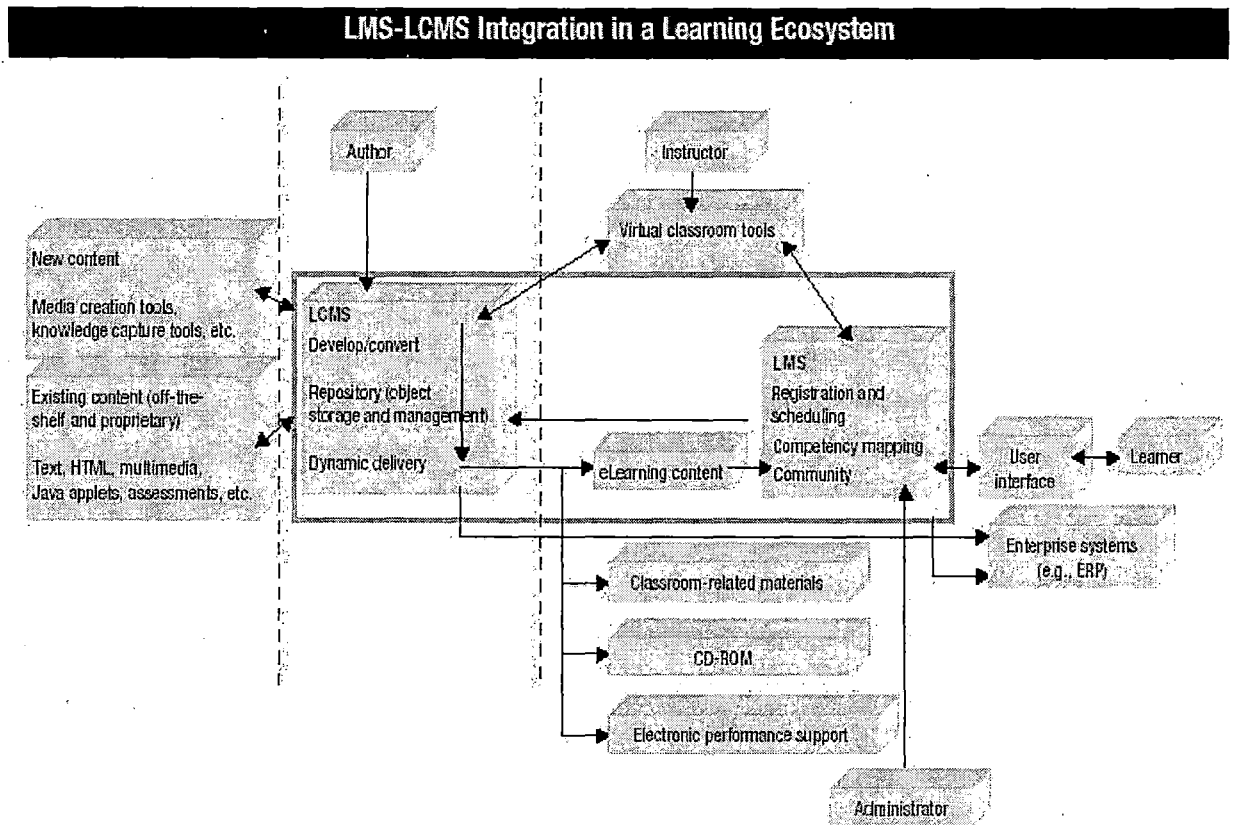 LMS-LCMS Integration in a Learning Ecosystem
Author
Instructor
Virtual classroom tools
New content
Media creation tools,
knowledge capture tools, etc.
Existing content (off-the-
shelf and proprietary)
Text, HTML, multimedia,
Java applets, assessments, etc.
LCMS
Develop/convert
Repository (object
storage and management)
Dynamic delivery
eLearning content
LMS
Registration and
scheduling
Competency mapping
Community
User
interface
Learner
Enterprise systems
(e.g., ERP)
Classroom-related materials
CD-ROM
Electronic performance support
Administrator